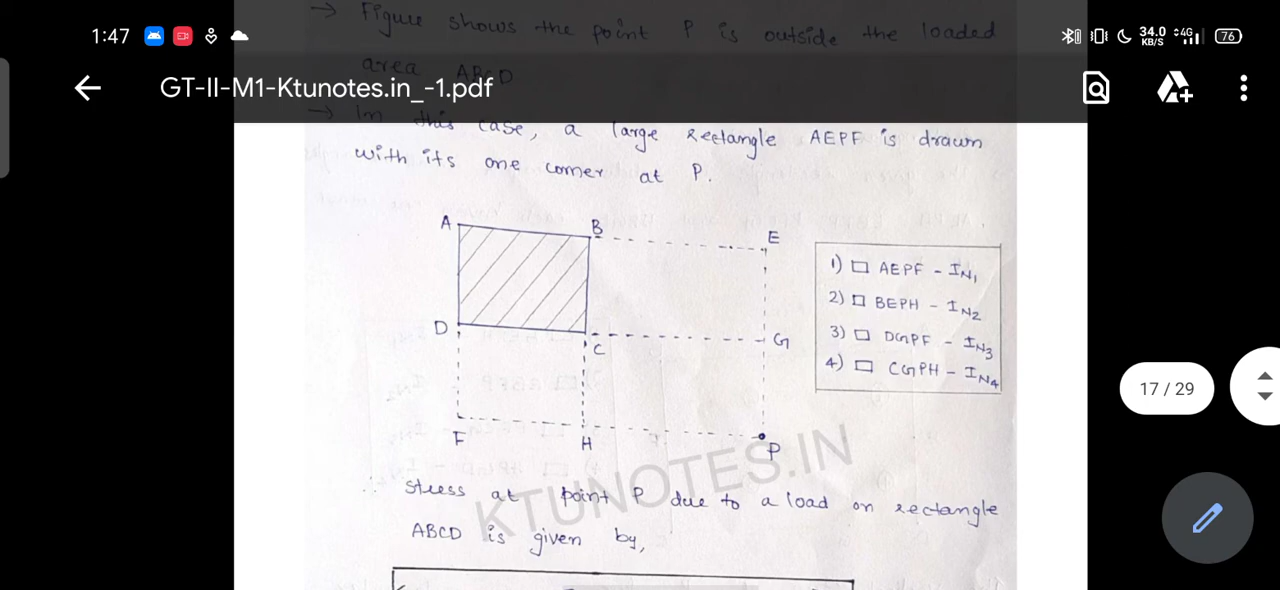 → Figure shows the point P is outside the loaded
1:47
34.0 KB/S 4G 76
area ABCD
GT-II-M1-Ktunotes.in_-1.pdf
→ In this case, a large rectangle AEPF is drawn
with its one corner at P.
A B E
1) □ AEPF - IN1
2) □ BEPH - IN2
D C G
3) □ DGPF - IN3
4) □ CGPH - IN4
17 / 29
F H P
KTUNOTES.IN
∴ stress at point P due to a load on rectangle
ABCD is given by,